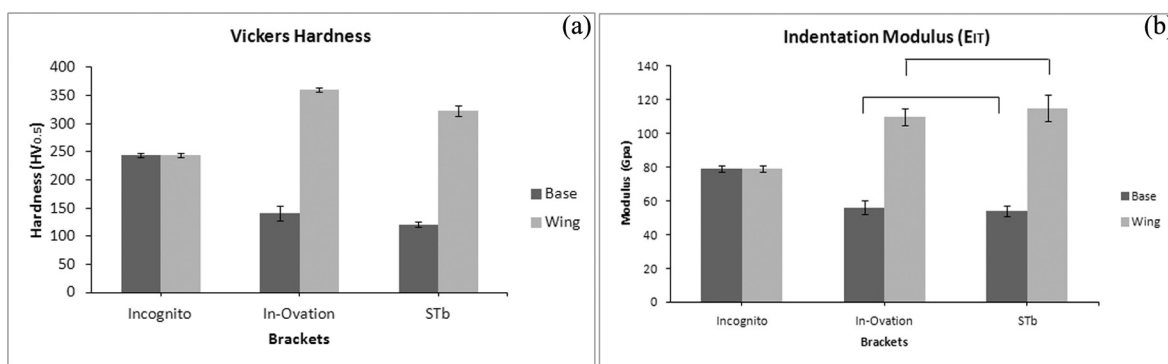 (a)
Vickers Hardness
Hardness (HV0.5)
400
350
300
250
200
150
100
50
0
Incognito In-Ovation STb
Brackets
Base
Wing
(b)
Indentation Modulus (EIT)
Modulus (Gpa)
140
120
100
80
60
40
20
0
Incognito In-Ovation STb
Brackets
Base
Wing